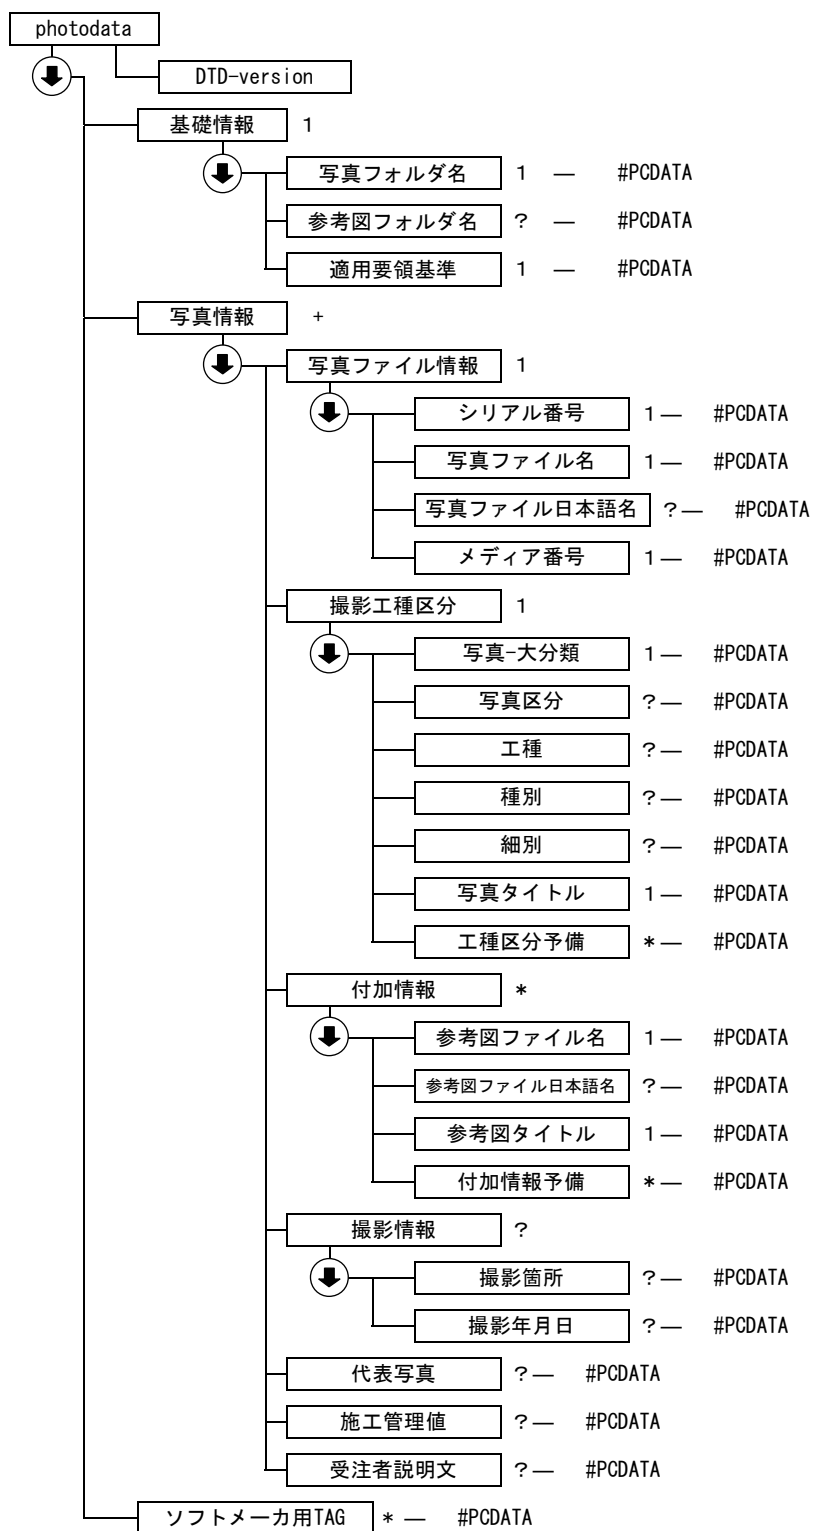 photodata
DTD-version
基礎情報 1
写真フォルダ名 1 — #PCDATA
参考図フォルダ名 ? — #PCDATA
適用要領基準 1 — #PCDATA
写真情報 +
写真ファイル情報 1
シリアル番号 1— #PCDATA
写真ファイル名 1— #PCDATA
写真ファイル日本語名 ?— #PCDATA
メディア番号 1— #PCDATA
撮影工種区分 1
写真-大分類 1— #PCDATA
写真区分 ?— #PCDATA
工種 ?— #PCDATA
種別 ?— #PCDATA
細別 ?— #PCDATA
写真タイトル 1— #PCDATA
工種区分予備 *— #PCDATA
付加情報 *
参考図ファイル名 1— #PCDATA
参考図ファイル日本語名 ?— #PCDATA
参考図タイトル 1— #PCDATA
付加情報予備 *— #PCDATA
撮影情報 ?
撮影箇所 ?— #PCDATA
撮影年月日 ?— #PCDATA
代表写真 ?— #PCDATA
施工管理値 ?— #PCDATA
受注者説明文 ?— #PCDATA
ソフトメーカ用TAG *— #PCDATA